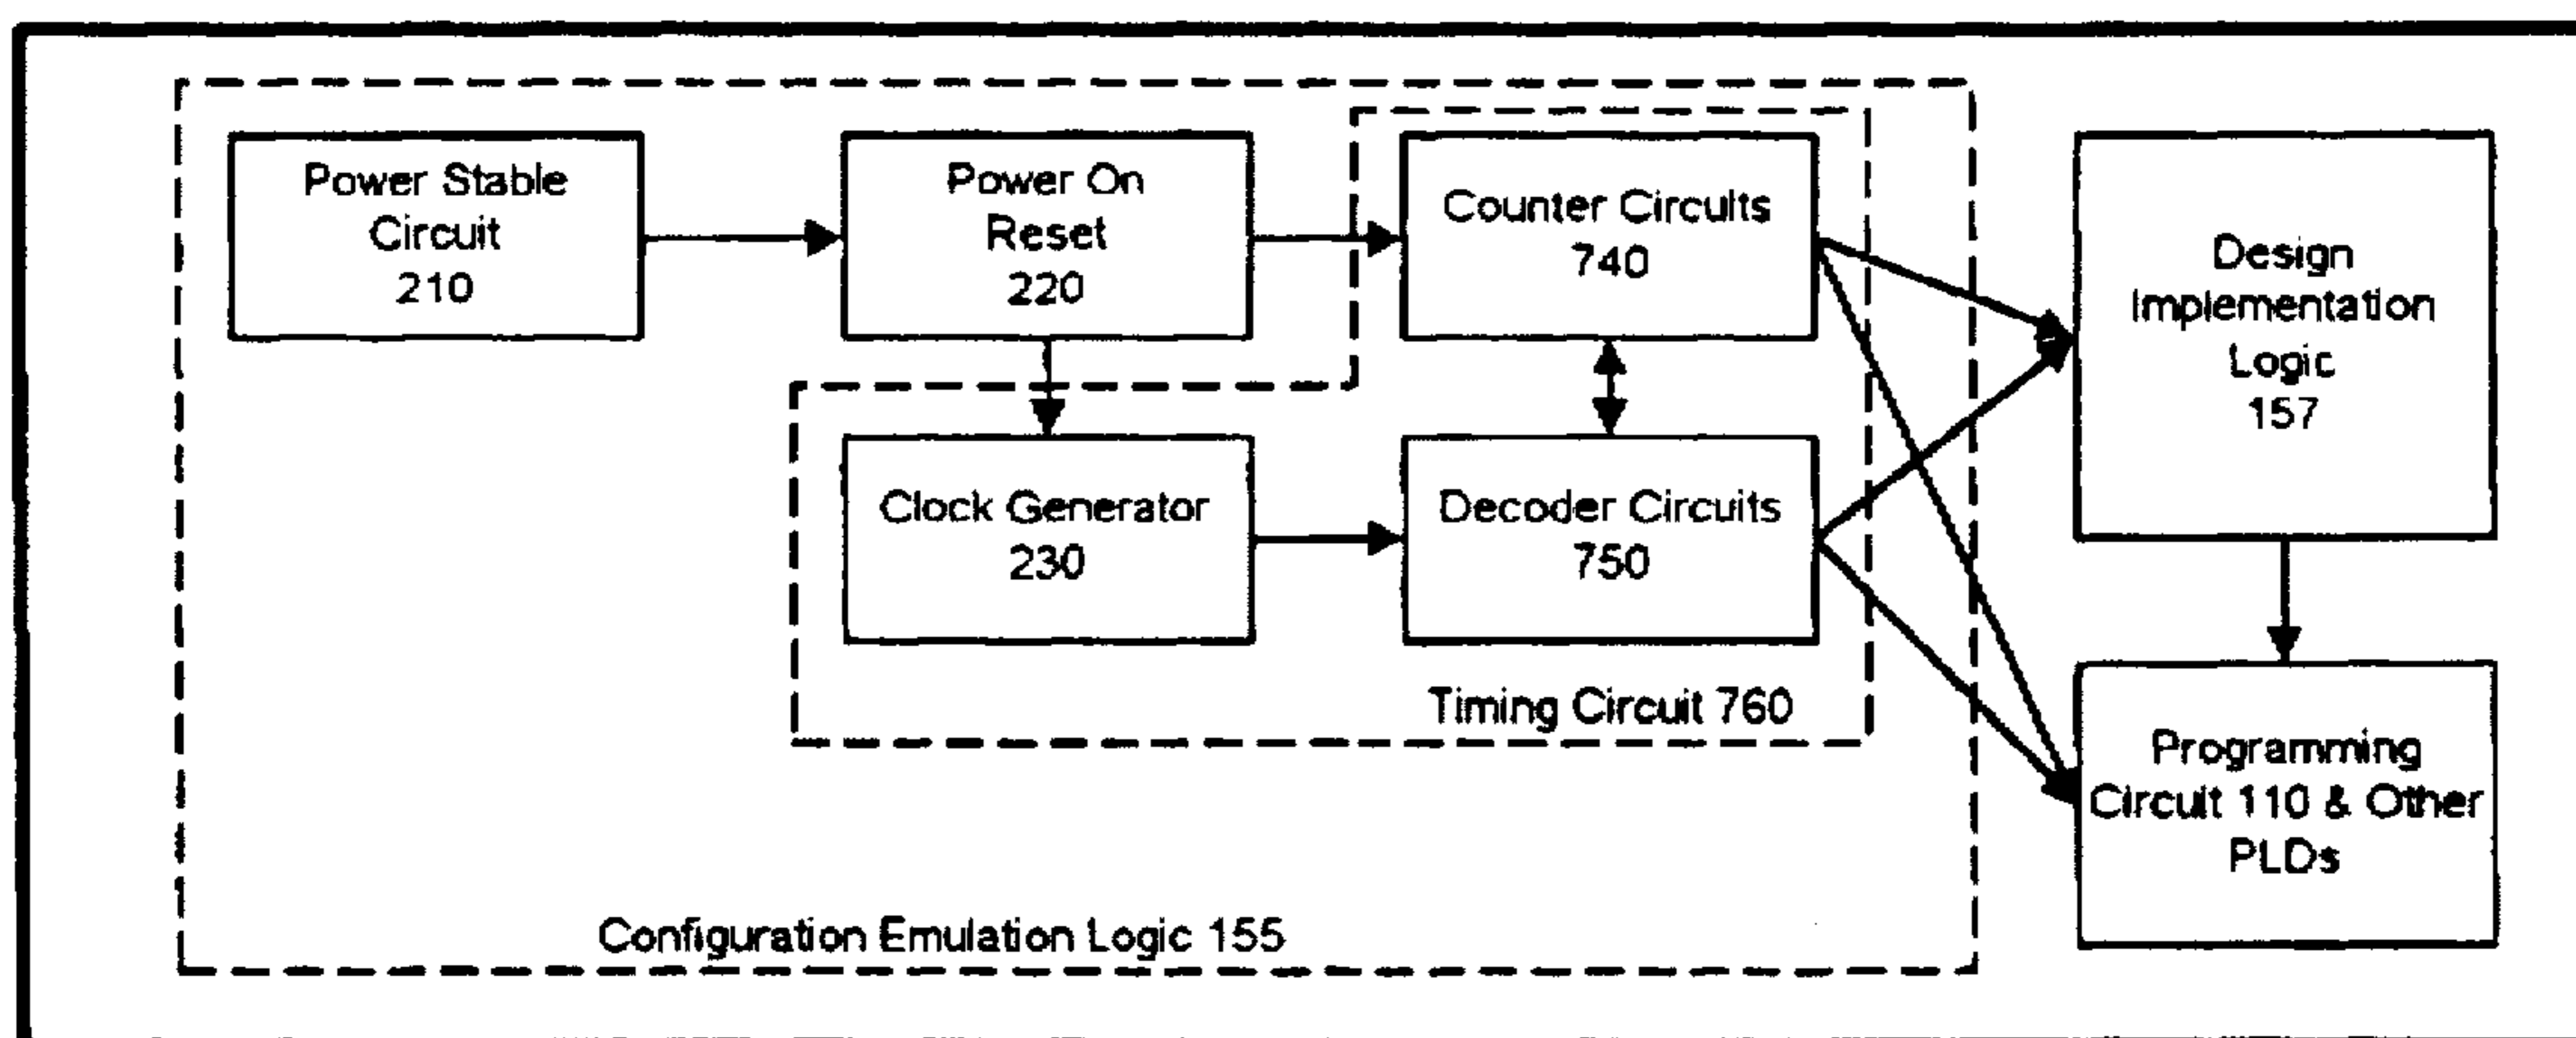 Power Stable
Circuit
210
Power On
Reset
220
Counter Circuits
740
Design
Implementation
Logic
157
Clock Generator
230
Decoder Circuits
750
Timing Circuit 760
Programming
Circuit 110 & Other
PLDs
Configuration Emulation Logic 155